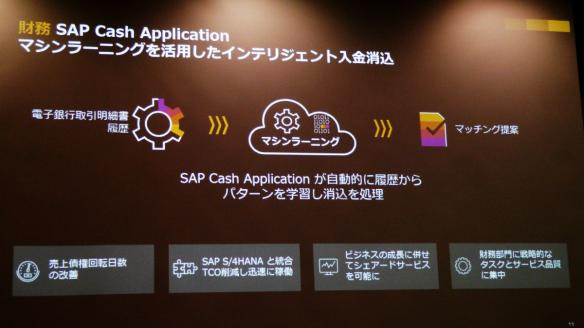 財務 SAP Cash Application
マシンラーニングを活用したインテリジェント入金消込
電子銀行取引明細書
履歴
マシンラーニング
マッチング提案
SAP Cash Application が自動的に履歴から
パターンを学習し消込を処理
売上債権回転日数
の改善
SAP S/4HANA と統合
TCO削減し迅速に稼働
ビジネスの成長に併せ
てシェアードサービス
を可能に
財務部門に戦略的な
タスクとサービス品質
に集中